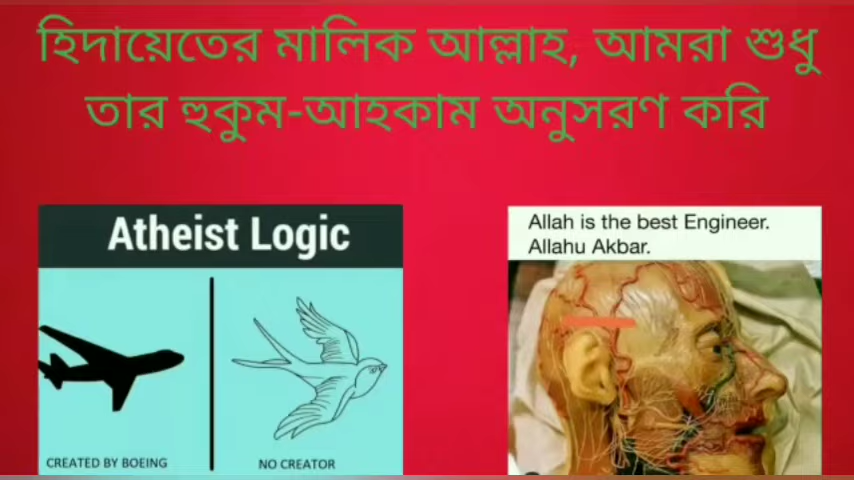 হিদায়েতের মালিক আল্লাহ, আমরা শুধু
তার হুকুম-আহকাম অনুসরণ করি
Atheist Logic
CREATED BY BOEING
NO CREATOR
Allah is the best Engineer.
Allahu Akbar.